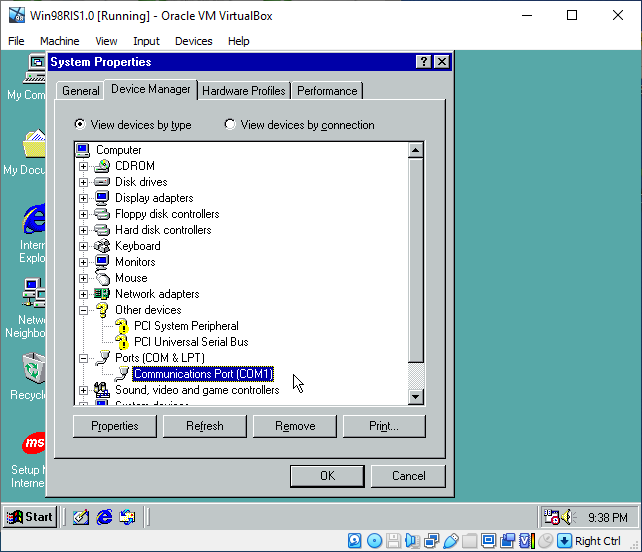 Win98RIS1.0 [Running] - Oracle VM VirtualBox
File Machine View Input Devices Help
System Properties
My Com
My Docu
Intern
Explo
Netw
Neighbo
Recycl
msn
Setup M
Interne
General Device Manager Hardware Profiles Performance
View devices by type View devices by connection
Computer
CDROM
Disk drives
Display adapters
Floppy disk controllers
Hard disk controllers
Keyboard
Monitors
Mouse
Network adapters
Other devices
PCI System Peripheral
PCI Universal Serial Bus
Ports (COM & LPT)
Communications Port (COM1)
Sound, video and game controllers
System devices
Properties Refresh Remove Print...
OK Cancel
Start 9:38 PM
Right Ctrl